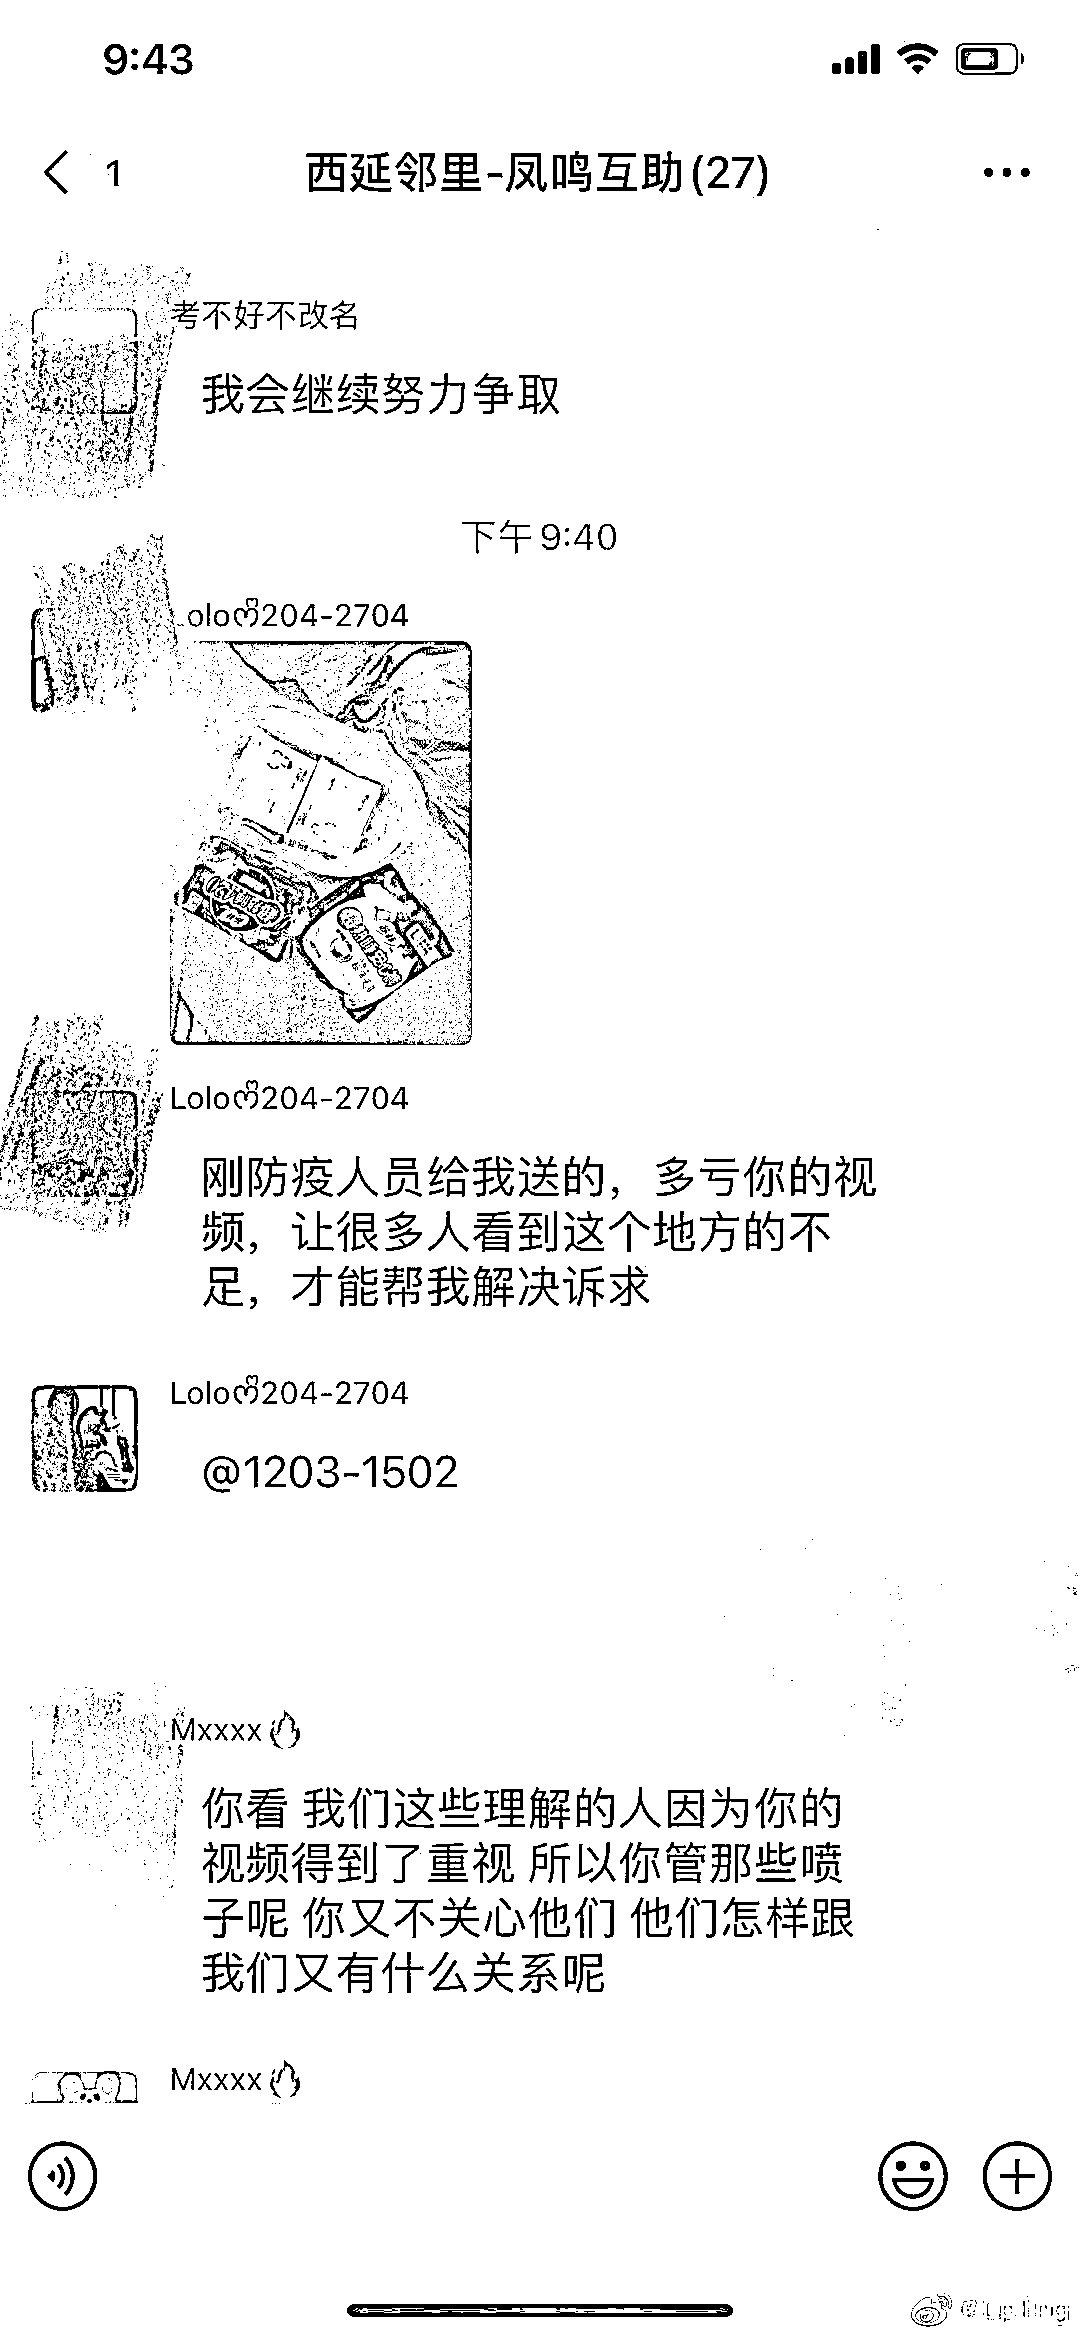 9:43
1
西延邻里-凤鸣互助(27)
考不好不改名
我会继续努力争取
下午 9:40
olo 204-2704
Lolo 204-2704
刚防疫人员给我送的，多亏你的视
频，让很多人看到这个地方的不
足，才能帮我解决诉求
Lolo 204-2704
@1203-1502
Mxxxx
你看 我们这些理解的人因为你的
视频得到了重视 所以你管那些喷
子呢 你又不关心他们 他们怎样跟
我们又有什么关系呢
Mxxxx